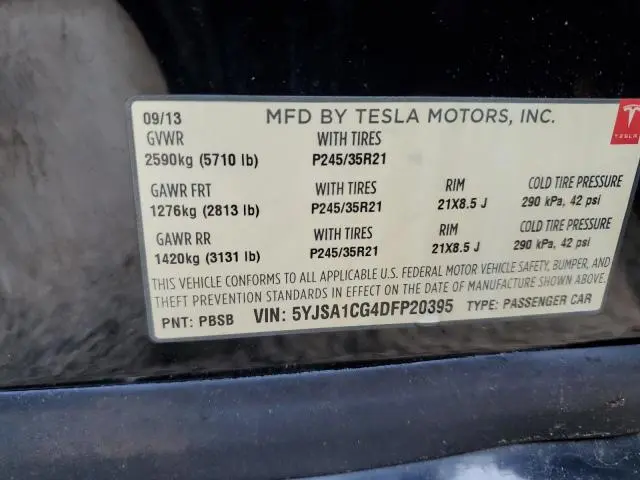 09/13 MFD BY TESLA MOTORS, INC.
TESLA
GVWR WITH TIRES
2590kg (5710 lb) P245/35R21
GAWR FRT WITH TIRES RIM COLD TIRE PRESSURE
1276kg (2813 lb) P245/35R21 21X8.5 J 290 kPa, 42 psi
GAWR RR WITH TIRES RIM COLD TIRE PRESSURE
1420kg (3131 lb) P245/35R21 21X8.5 J 290 kPa, 42 psi
THIS VEHICLE CONFORMS TO ALL APPLICABLE U.S. FEDERAL MOTOR VEHICLE SAFETY, BUMPER, AND
THEFT PREVENTION STANDARDS IN EFFECT ON THE DATE OF MANUFACTURE SHOWN ABOVE.
PNT: PBSB VIN: 5YJSA1CG4DFP20395 TYPE: PASSENGER CAR